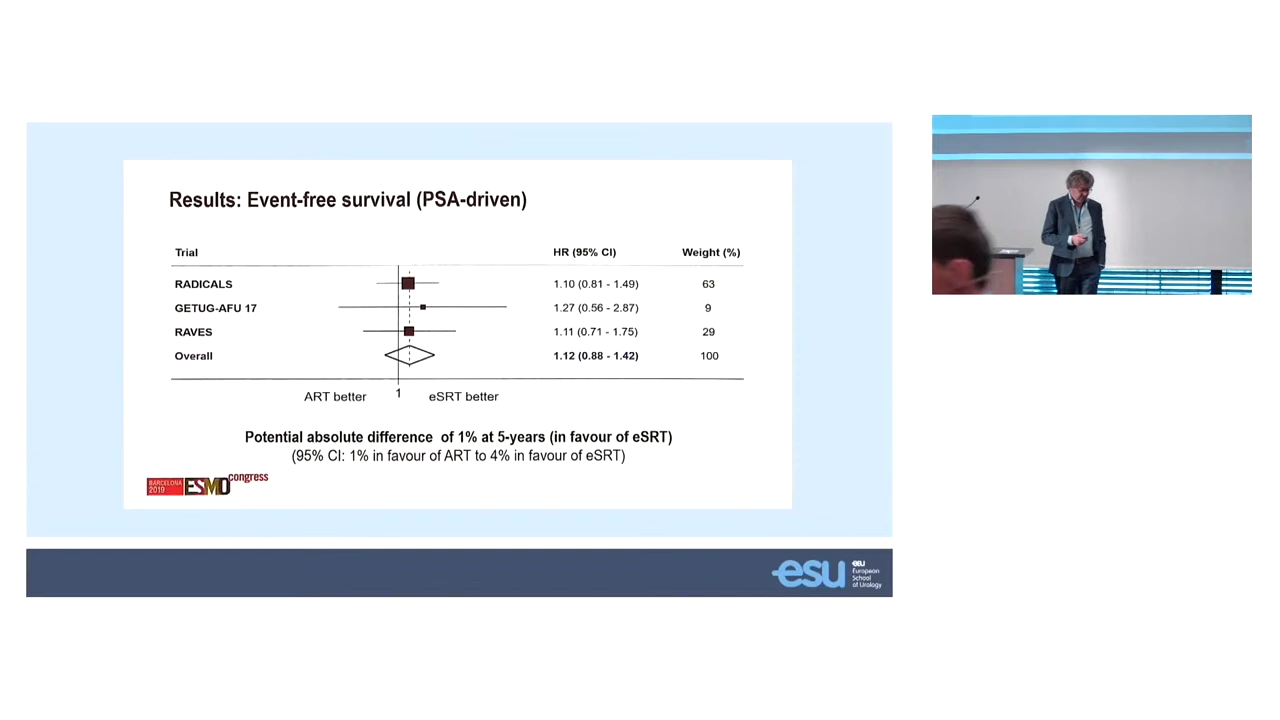 Results: Event-free survival (PSA-driven)
Trial HR (95% CI) Weight (%)
RADICALS 1.10 (0.81 - 1.49) 63
GETUG-AFU 17 1.27 (0.56 - 2.87) 9
RAVES 1.11 (0.71 - 1.75) 29
Overall 1.12 (0.88 - 1.42) 100
ART better 1 eSRT better
Potential absolute difference of 1% at 5-years (in favour of eSRT)
(95% CI: 1% in favour of ART to 4% in favour of eSRT)
BARCELONA
2019
ESMO congress
esu
eau
European
School
of Urology